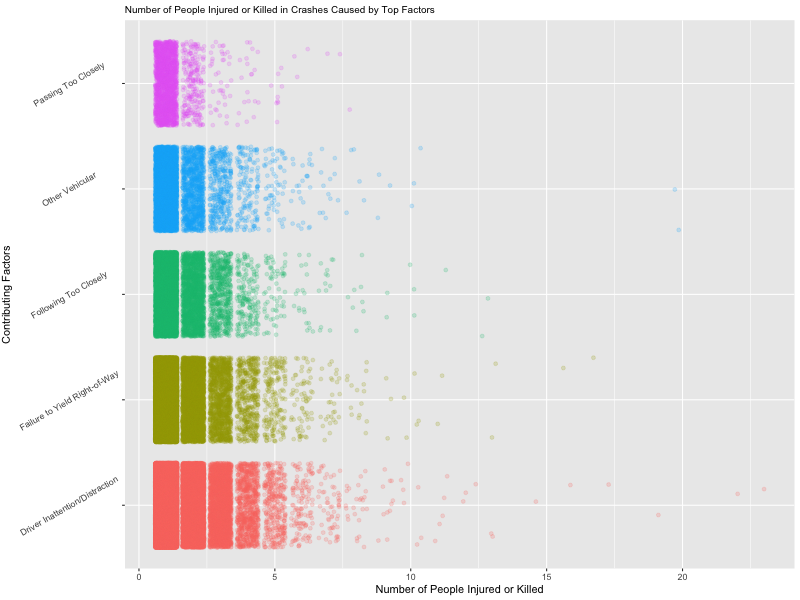 Number of People Injured or Killed in Crashes Caused by Top Factors
Contributing Factors
Passing Too Closely
Other Vehicular
Following Too Closely
Failure to Yield Right-of-Way
Driver Inattention/Distraction
0 5 10 15 20
Number of People Injured or Killed